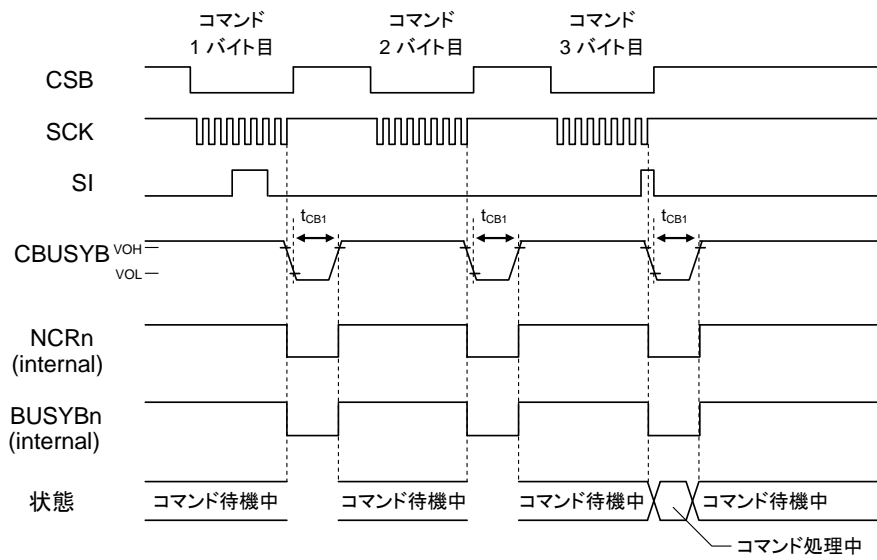 コマンド
1 バイト目
コマンド
2 バイト目
コマンド
3 バイト目
CSB
SCK
SI
tCB1
tCB1
tCB1
CBUSYB
VOH
VOL
NCRn
(internal)
BUSYBn
(internal)
状態
コマンド待機中
コマンド待機中
コマンド待機中
コマンド待機中
コマンド処理中